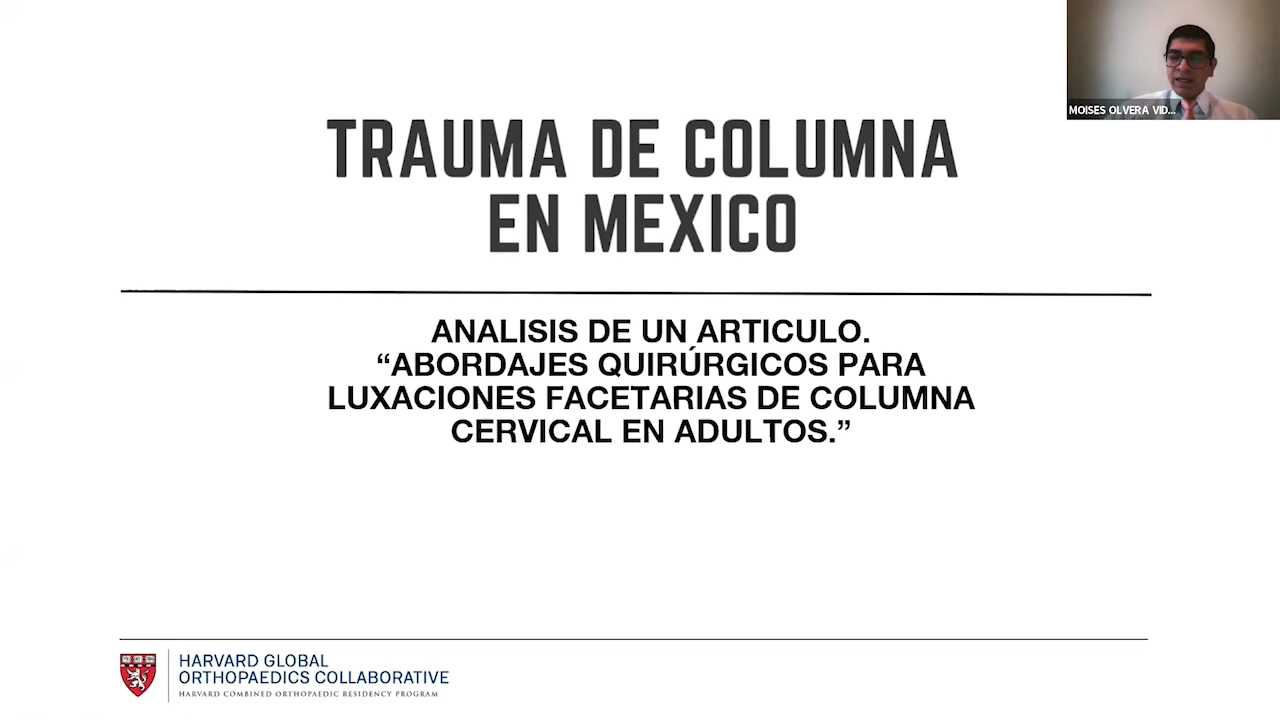 MOISES OLVERA VID...
TRAUMA DE COLUMNA
EN MEXICO
ANALISIS DE UN ARTICULO.
“ABORDAJES QUIRÚRGICOS PARA
LUXACIONES FACETARIAS DE COLUMNA
CERVICAL EN ADULTOS.”
HARVARD GLOBAL
ORTHOPAEDICS COLLABORATIVE
HARVARD COMBINED ORTHOPAEDIC RESIDENCY PROGRAM